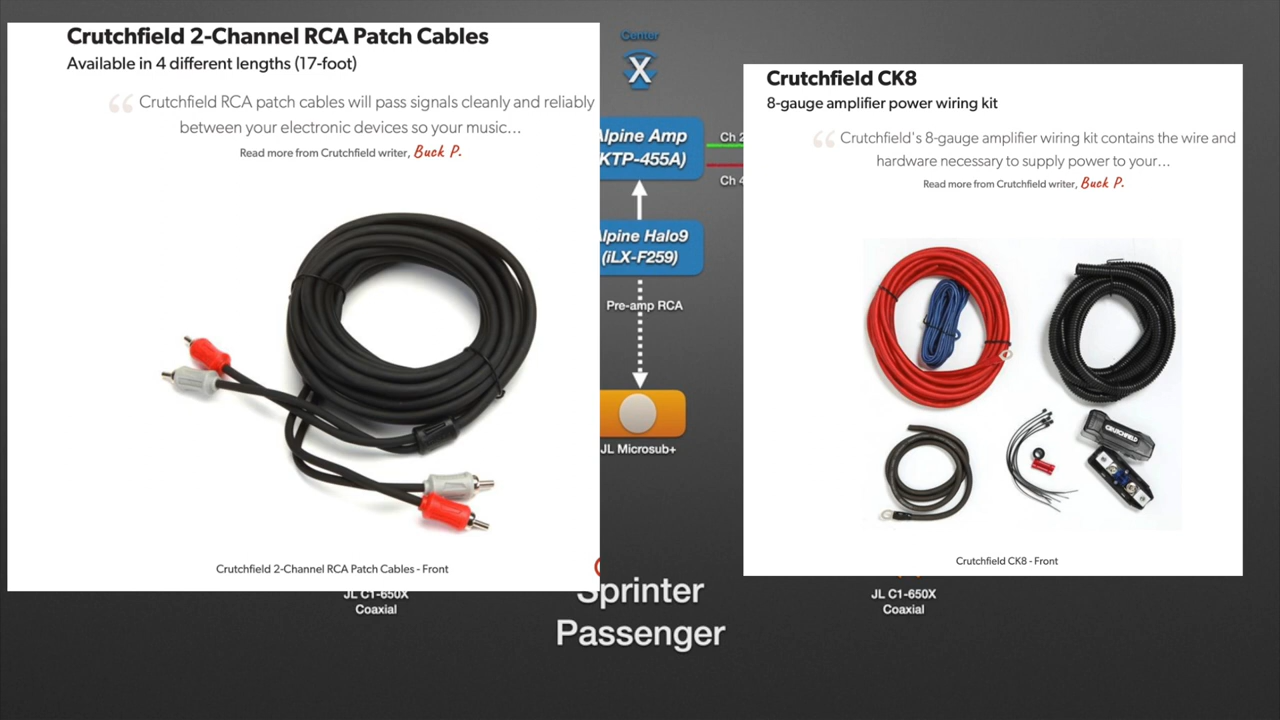 Crutchfield 2-Channel RCA Patch Cables
Available in 4 different lengths (17-foot)
“ Crutchfield RCA patch cables will pass signals cleanly and reliably
between your electronic devices so your music...
Read more from Crutchfield writer, Buck P.
Crutchfield 2-Channel RCA Patch Cables - Front
Center
X
Alpine Amp
(KTP-455A)
Ch 2
Ch 4
Alpine Halo9
(iLX-F259)
Pre-amp RCA
JL Microsub+
Crutchfield CK8
8-gauge amplifier power wiring kit
“ Crutchfield's 8-gauge amplifier wiring kit contains the wire and
hardware necessary to supply power to your...
Read more from Crutchfield writer, Buck P.
CRUTCHFIELD
Crutchfield CK8 - Front
JL C1-650X
Coaxial
Sprinter
Passenger
JL C1-650X
Coaxial